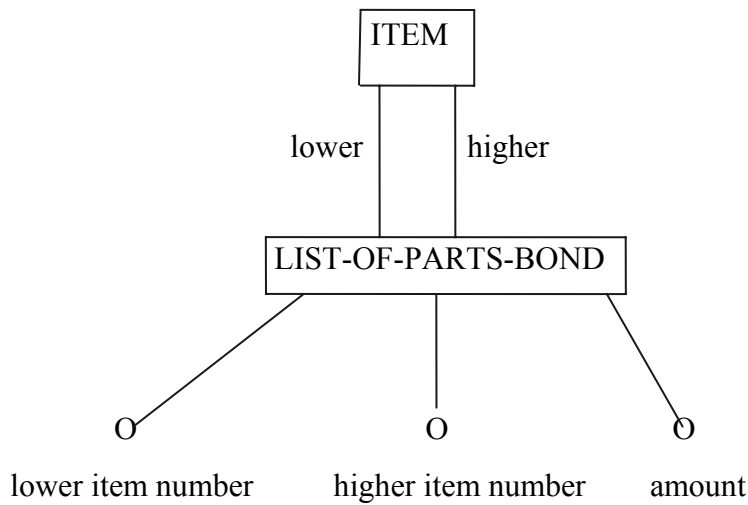 ITEM
lower higher
LIST-OF-PARTS-BOND
O O O
lower item number higher item number amount